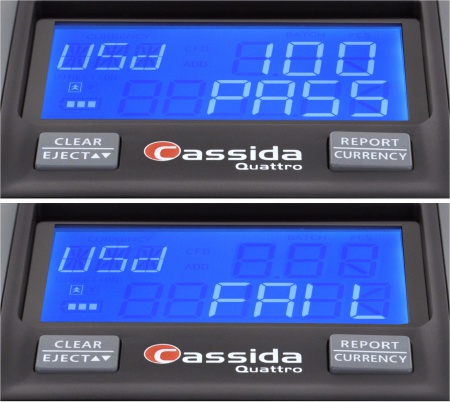 USd 100
PASS
CLEAR
EJECT▲▼
Cassida
Quattro
REPORT
CURRENCY
USd
FAIL
CLEAR
EJECT▲▼
Cassida
Quattro
REPORT
CURRENCY